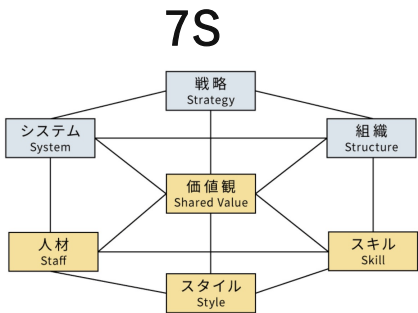 7S
戦略
Strategy
システム
System
組織
Structure
価値観
Shared Value
人材
Staff
スキル
Skill
スタイル
Style